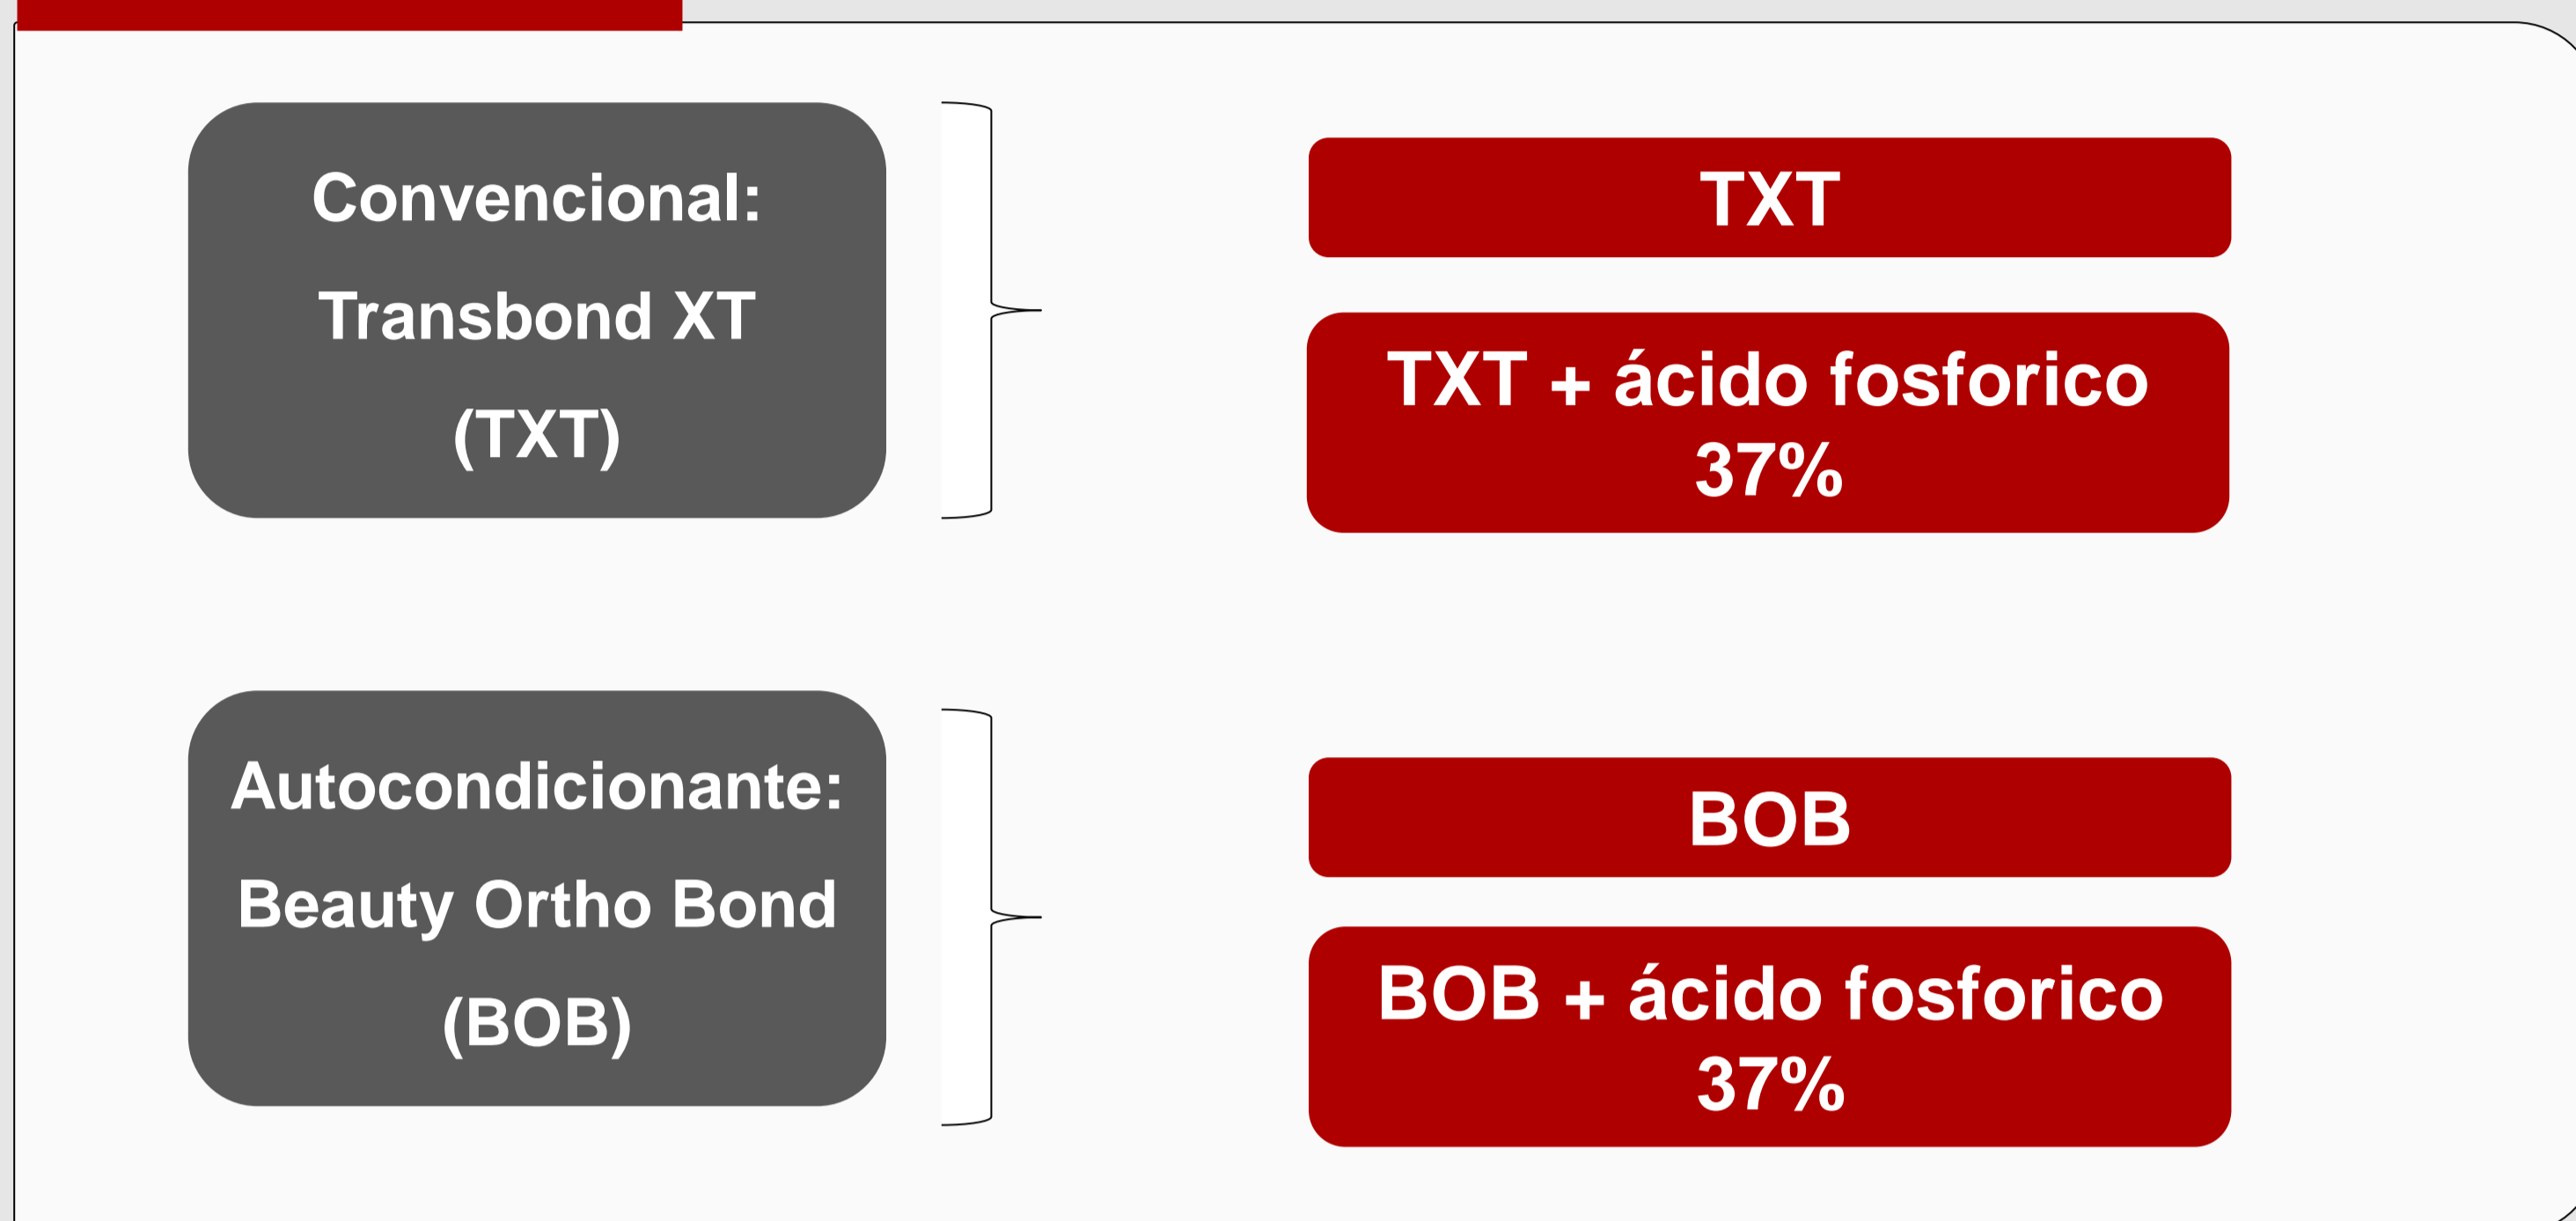 Convencional:
Transbond XT
(TXT)
TXT
TXT + ácido fosforico
37%
Autocondicionante:
Beauty Ortho Bond
(BOB)
BOB
BOB + ácido fosforico
37%